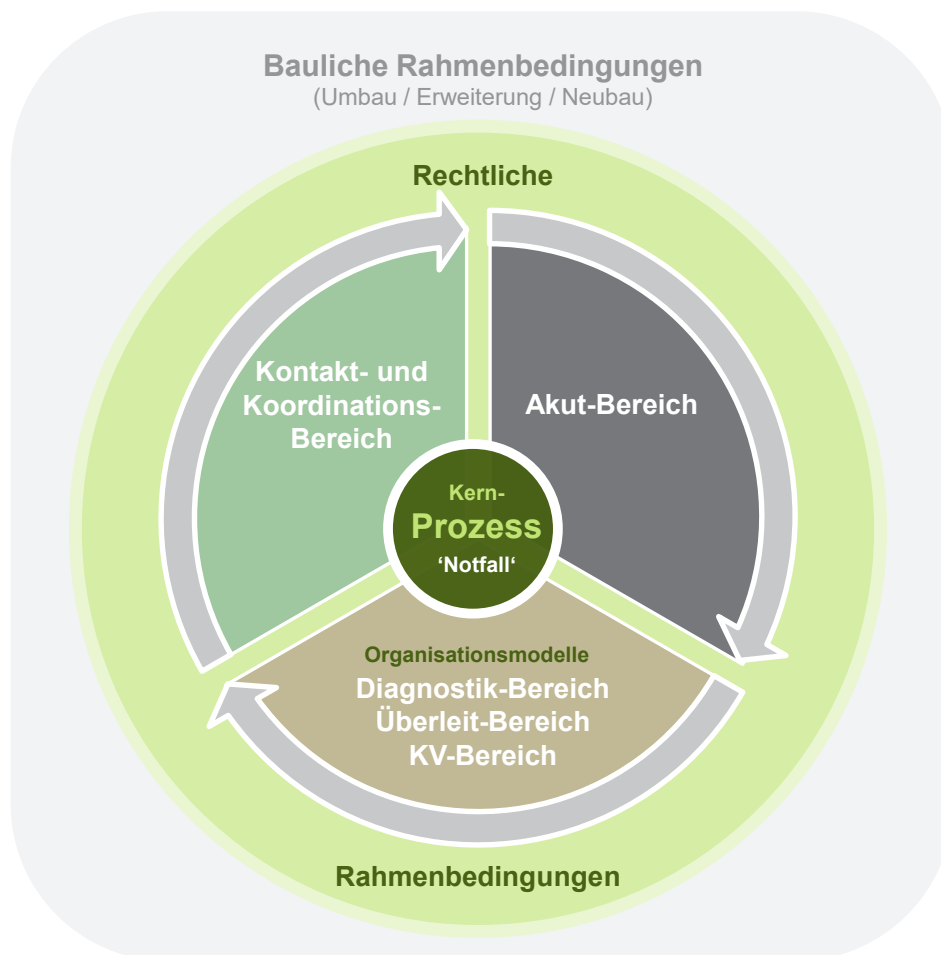 Bauliche Rahmenbedingungen
(Umbau / Erweiterung / Neubau)
Rechtliche
Kontakt- und
Koordinations-
Bereich
Akut-Bereich
Kern-
Prozess
‘Notfall‘
Organisationsmodelle
Diagnostik-Bereich
Überleit-Bereich
KV-Bereich
Rahmenbedingungen